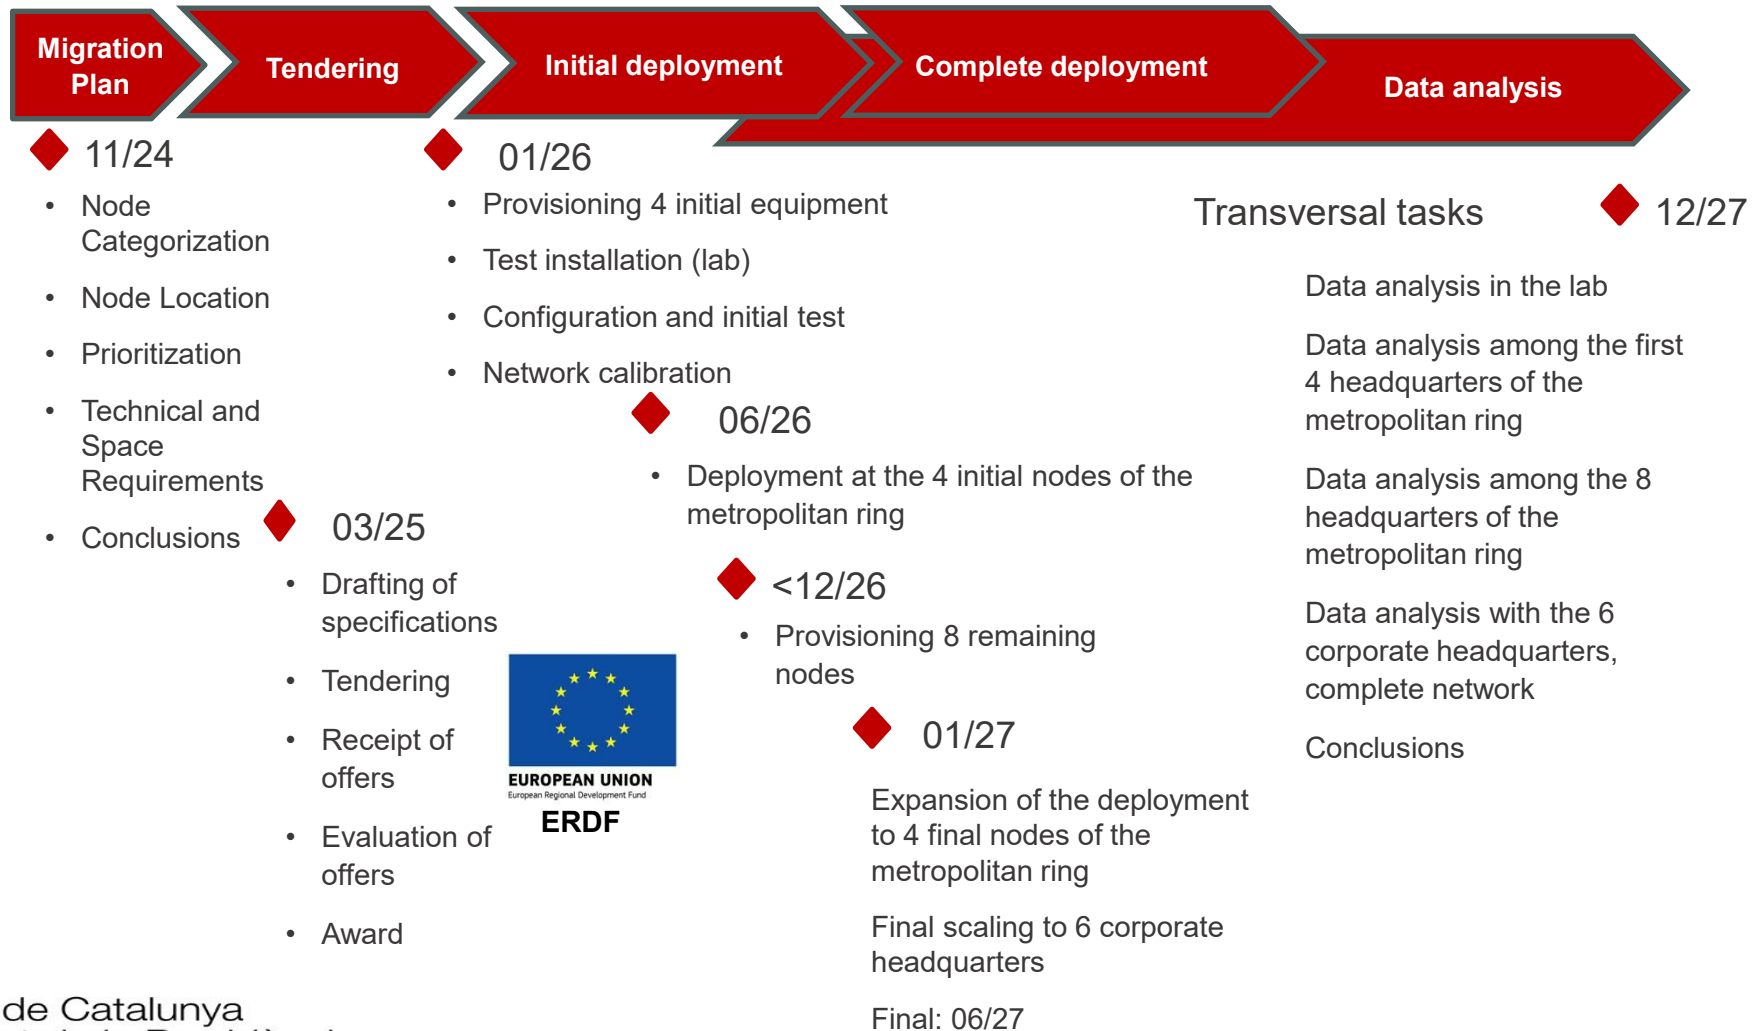 Migration
Plan
Tendering
Initial deployment
Complete deployment
Data analysis
11/24
• Node
Categorization
• Node Location
• Prioritization
• Technical and
Space
Requirements
• Conclusions
03/25
• Drafting of
specifications
• Tendering
• Receipt of
offers
• Evaluation of
offers
• Award
EUROPEAN UNION
European Regional Development Fund
ERDF
01/26
• Provisioning 4 initial equipment
• Test installation (lab)
• Configuration and initial test
• Network calibration
06/26
• Deployment at the 4 initial nodes of the
metropolitan ring
<12/26
• Provisioning 8 remaining
nodes
01/27
Expansion of the deployment
to 4 final nodes of the
metropolitan ring
Final scaling to 6 corporate
headquarters
Final: 06/27
Transversal tasks
12/27
Data analysis in the lab
Data analysis among the first
4 headquarters of the
metropolitan ring
Data analysis among the 8
headquarters of the
metropolitan ring
Data analysis with the 6
corporate headquarters,
complete network
Conclusions
de Catalunya